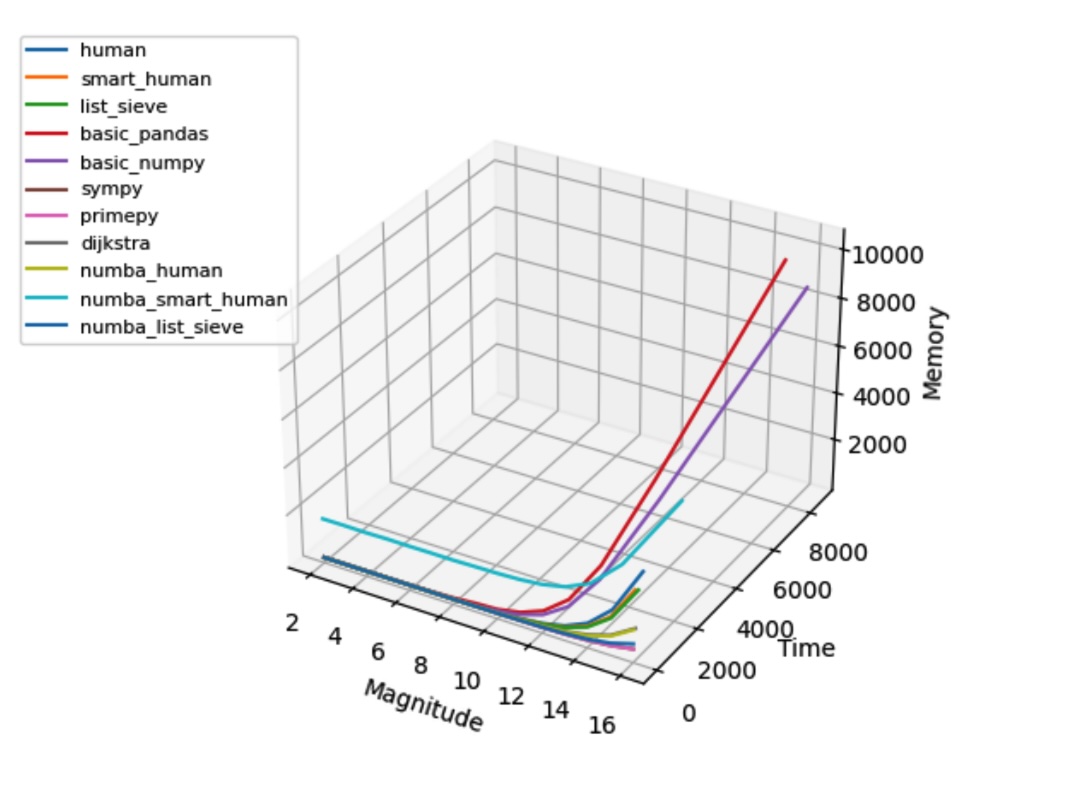 human
smart_human
list_sieve
basic_pandas
basic_numpy
sympy
primepy
dijkstra
numba_human
numba_smart_human
numba_list_sieve
10000
8000
6000
4000
2000
Memory
8000
6000
4000
2000
0
Time
2
4
6
8
10
12
14
16
Magnitude